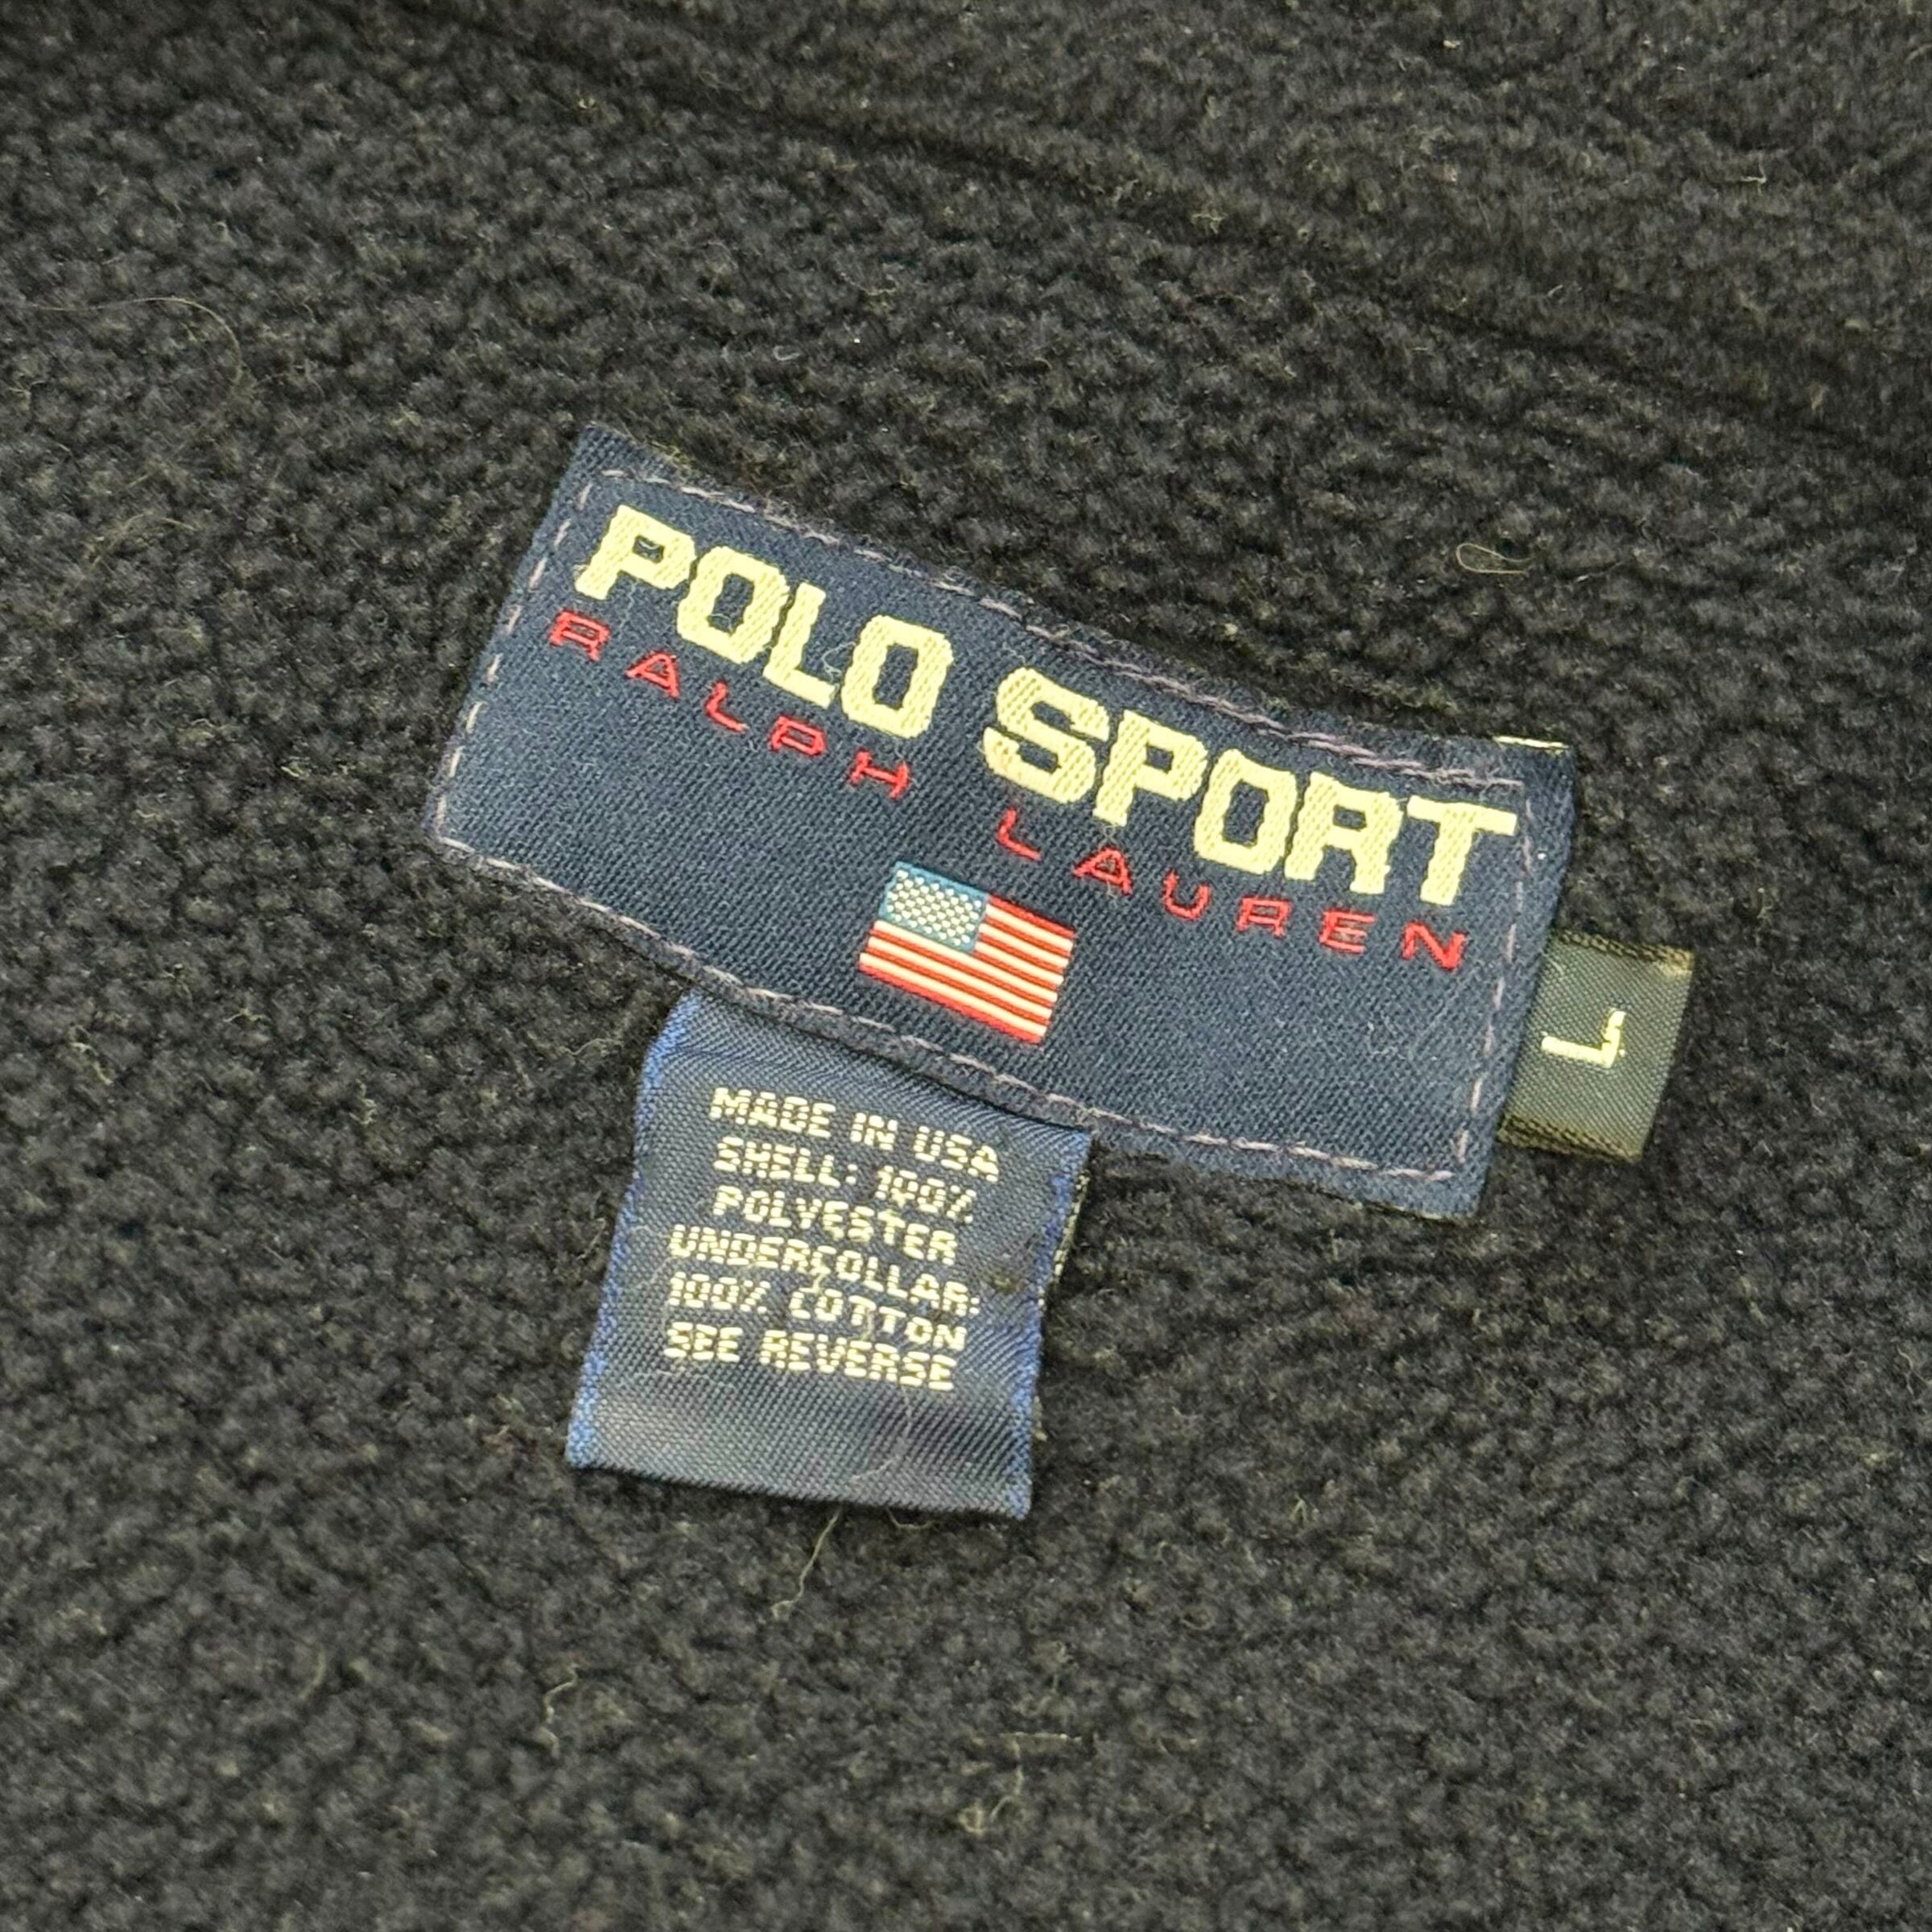 POLO SPORT
RALPH LAUREN
L
MADE IN USA
SHELL: 100%
POLYESTER
UNDERCOLLAR:
100% COTTON
SEE REVERSE